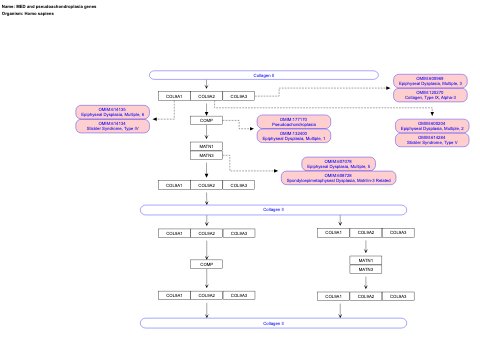 Name: MED and pseudoachondroplasia genes
Organism: Homo sapiens
Collagen II
OMIM:600969
Epiphyseal Dysplasia, Multiple, 3
OMIM:120270
Collagen, Type IX, Alpha-3
COL9A1 COL9A2 COL9A3
OMIM:614135
Epiphyseal Dysplasia, Multiple, 6
OMIM:614134
Stickler Syndrome, Type IV
COMP
OMIM:177170
Pseudoachondroplasia
OMIM:132400
Epiphyseal Dysplasia, Multiple, 1
OMIM:600204
Epiphyseal Dysplasia, Multiple, 2
OMIM:614284
Stickler Syndrome, Type V
MATN1
MATN3
OMIM:607078
Epiphyseal Dysplasia, Multiple, 5
OMIM:608728
Spondyloepimetaphyseal Dysplasia, Matrilin-3 Related
COL9A1 COL9A2 COL9A3
Collagen II
COL9A1 COL9A2 COL9A3
COL9A1 COL9A2 COL9A3
COMP
MATN1
MATN3
COL9A1 COL9A2 COL9A3
COL9A1 COL9A2 COL9A3
Collagen II